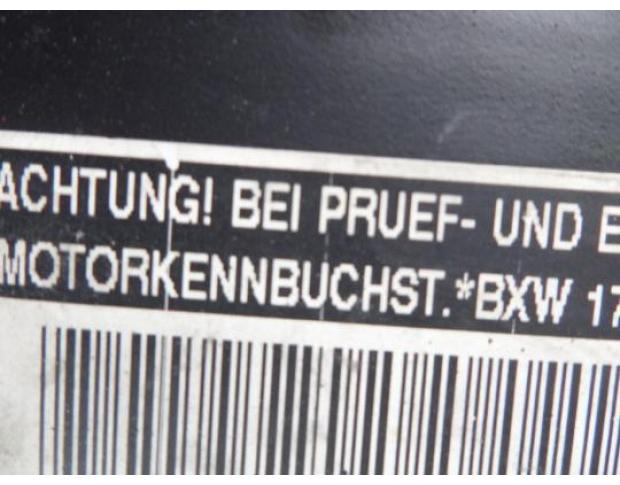 ACHTUNG! BEI PRUEF- UND E
MOTORKENNBUCHST.*BXW 17